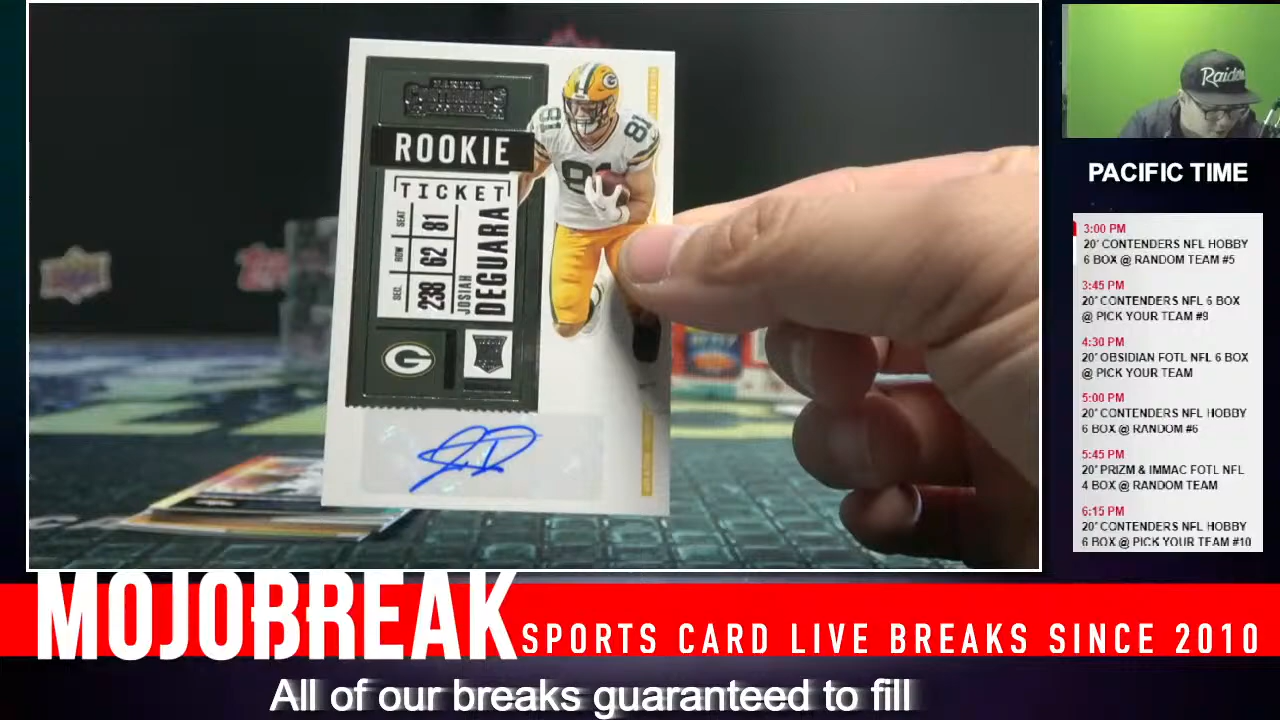 PANINI
CONTENDERS
ROOKIE
TICKET
SEC. ROW SEAT
238 62 81
JOSIAH
DEGUARA
G
81
81
81
G
Raiders
PACIFIC TIME
3:00 PM
20' CONTENDERS NFL HOBBY
6 BOX @ RANDOM TEAM #5
3:45 PM
20' CONTENDERS NFL 6 BOX
@ PICK YOUR TEAM #9
4:30 PM
20' OBSIDIAN FOTL NFL 6 BOX
@ PICK YOUR TEAM
5:00 PM
20' CONTENDERS NFL HOBBY
6 BOX @ RANDOM #6
5:45 PM
20' PRIZM & IMMAC FOTL NFL
4 BOX @ RANDOM TEAM
6:15 PM
20' CONTENDERS NFL HOBBY
6 BOX @ PICK YOUR TEAM #10
MOJOBREAK
SPORTS CARD LIVE BREAKS SINCE 2010
All of our breaks guaranteed to fill